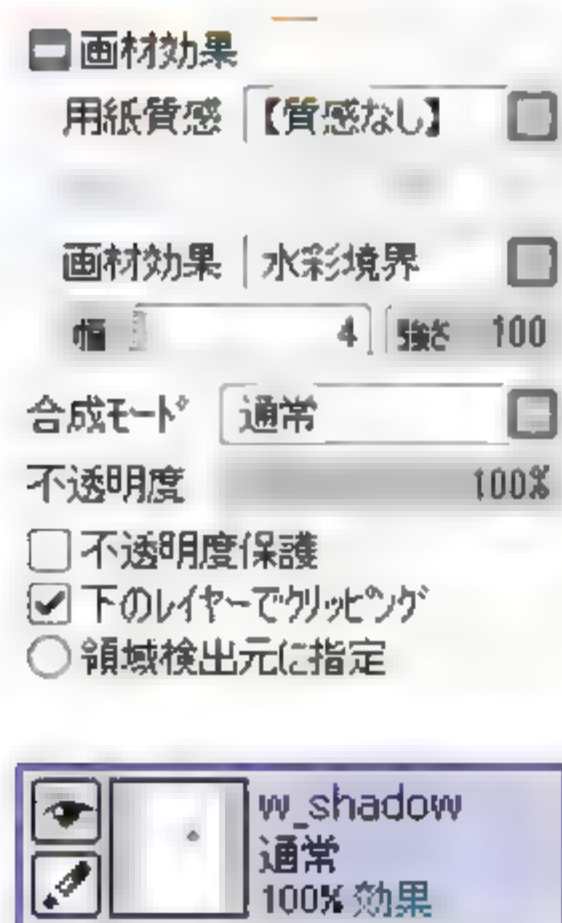 画材効果
用紙質感 【質感なし】
画材効果 水彩境界
幅 4 強さ 100
合成モード 通常
不透明度 100%
不透明度保護
下のレイヤーでクリッピング
領域検出元に指定
w_shadow
通常
100% 効果